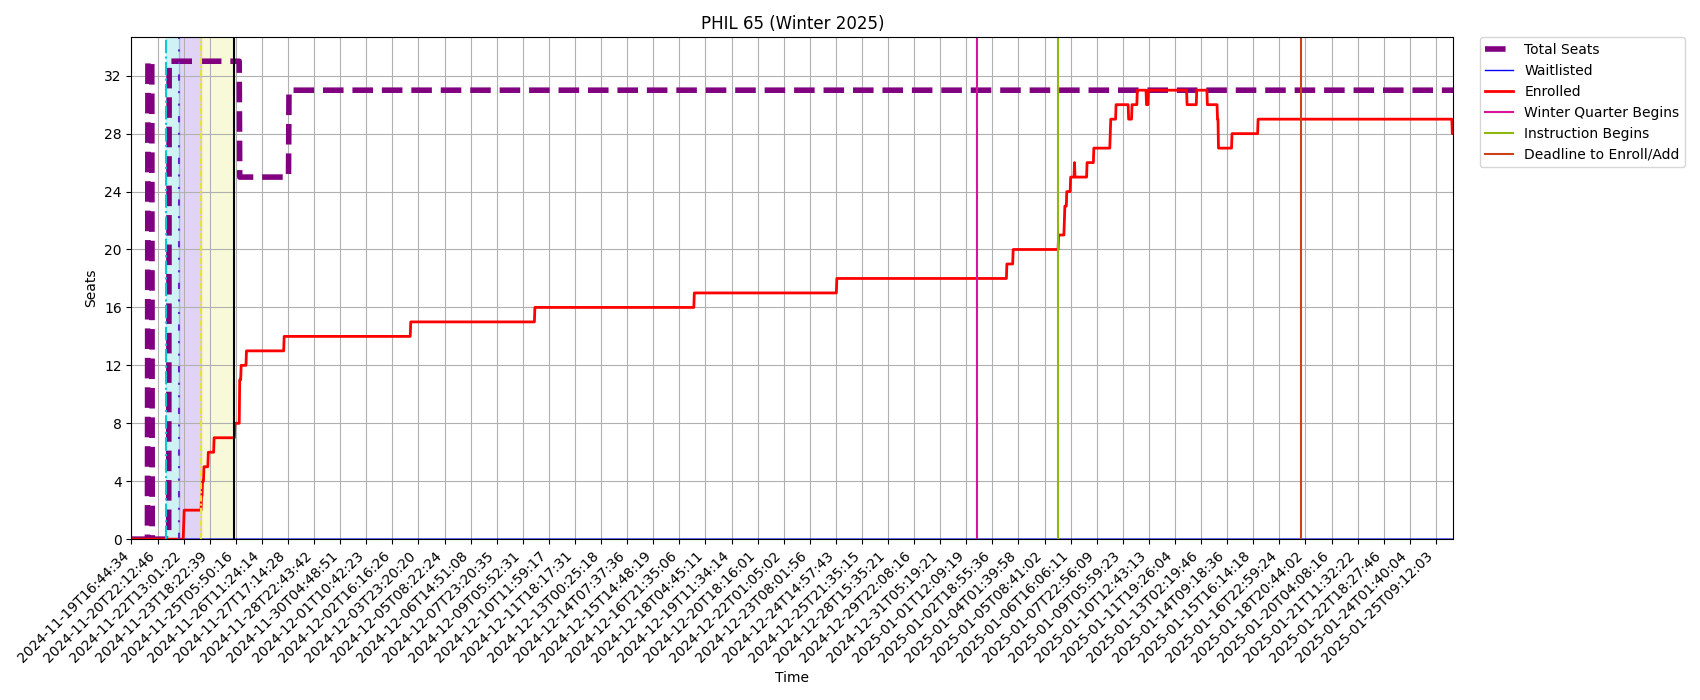 PHIL 65 (Winter 2025)
Total Seats
Waitlisted
Enrolled
Winter Quarter Begins
Instruction Begins
Deadline to Enroll/Add
Seats
32
28
24
20
16
12
8
4
0
2024-11-19T16:44:34
2024-11-20T22:12:46
2024-11-22T13:01:22
2024-11-23T18:22:39
2024-11-25T05:50:16
2024-11-26T11:24:14
2024-11-27T17:14:28
2024-11-28T22:43:42
2024-11-30T04:48:51
2024-12-01T10:42:23
2024-12-02T16:16:26
2024-12-03T23:20:20
2024-12-05T08:22:24
2024-12-06T14:51:08
2024-12-07T23:20:35
2024-12-09T05:52:31
2024-12-10T11:59:17
2024-12-11T18:17:31
2024-12-13T00:25:18
2024-12-14T07:37:36
2024-12-15T14:48:19
2024-12-16T21:35:06
2024-12-18T04:45:11
2024-12-19T11:34:14
2024-12-20T18:16:01
2024-12-22T01:05:02
2024-12-23T08:01:56
2024-12-24T14:57:43
2024-12-27T11:35:15
2024-12-28T15:35:21
2024-12-29T22:08:16
2024-12-31T05:19:21
2025-01-01T12:09:19
2025-01-02T18:55:36
2025-01-04T01:39:58
2025-01-05T08:41:02
2025-01-06T16:06:11
2025-01-07T22:56:09
2025-01-09T05:59:23
2025-01-10T12:43:13
2025-01-11T19:26:04
2025-01-13T02:19:46
2025-01-14T09:18:36
2025-01-15T16:14:18
2025-01-16T22:59:24
2025-01-18T20:44:02
2025-01-20T04:08:16
2025-01-21T11:32:22
2025-01-22T18:27:46
2025-01-24T01:40:04
2025-01-25T09:12:03
Time